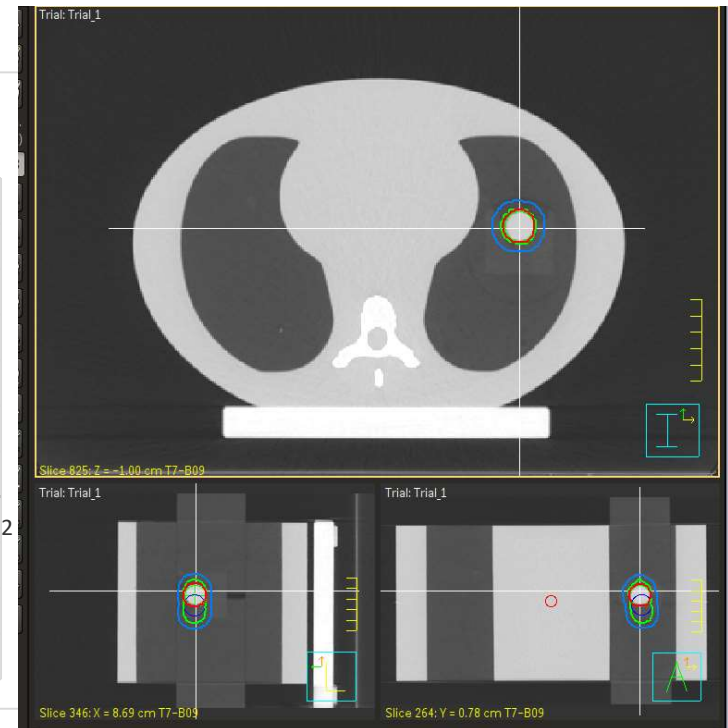 Trial: Trial_1
Slice 825: Z = -1.00 cm T7-B09
2
Trial: Trial_1
Slice 346: X = 8.69 cm T7-B09
Trial: Trial_1
Slice 264: Y = 0.78 cm T7-B09